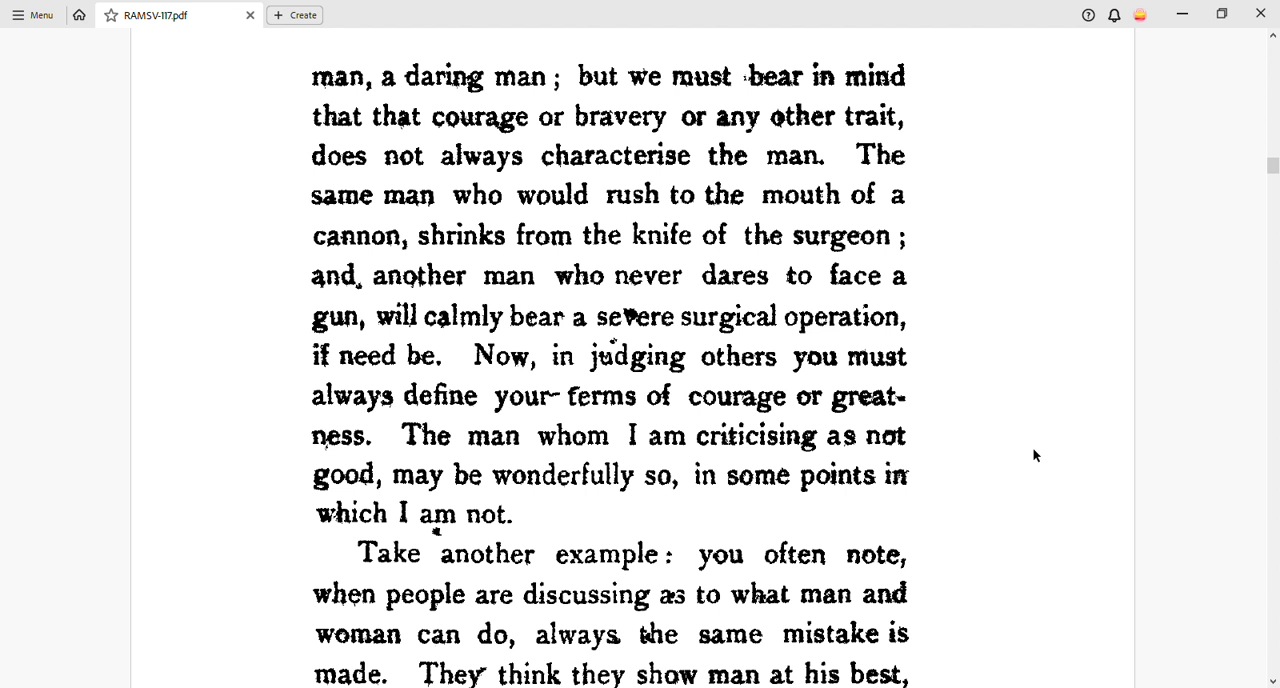 Menu
RAMSV-117.pdf
Create
man, a daring man ; but we must bear in mind
that that courage or bravery or any other trait,
does not always characterise the man. The
same man who would rush to the mouth of a
cannon, shrinks from the knife of the surgeon ;
and another man who never dares to face a
gun, will calmly bear a severe surgical operation,
if need be. Now, in judging others you must
always define your terms of courage or great-
ness. The man whom I am criticising as not
good, may be wonderfully so, in some points in
which I am not.
Take another example : you often note,
when people are discussing as to what man and
woman can do, always the same mistake is
made. They think they show man at his best,